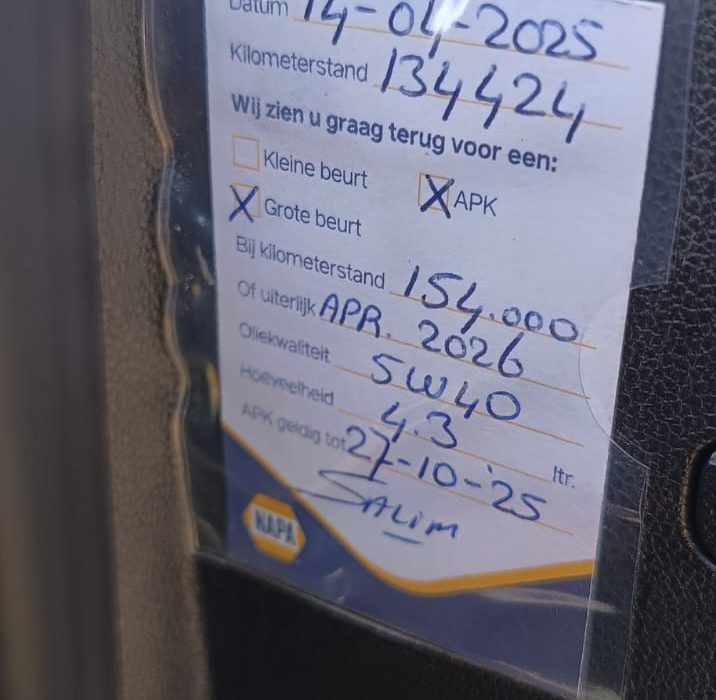 Datum 14-04-2025
Kilometerstand 134424
Wij zien u graag terug voor een:
Kleine beurt X APK
X Grote beurt
Bij kilometerstand 154.000
Of uiterlijk APR. 2026
Oliekwaliteit 5W40
Hoeveelheid 4.3 ltr.
APK geldig tot 27-10-'25
SALIM
NAPA